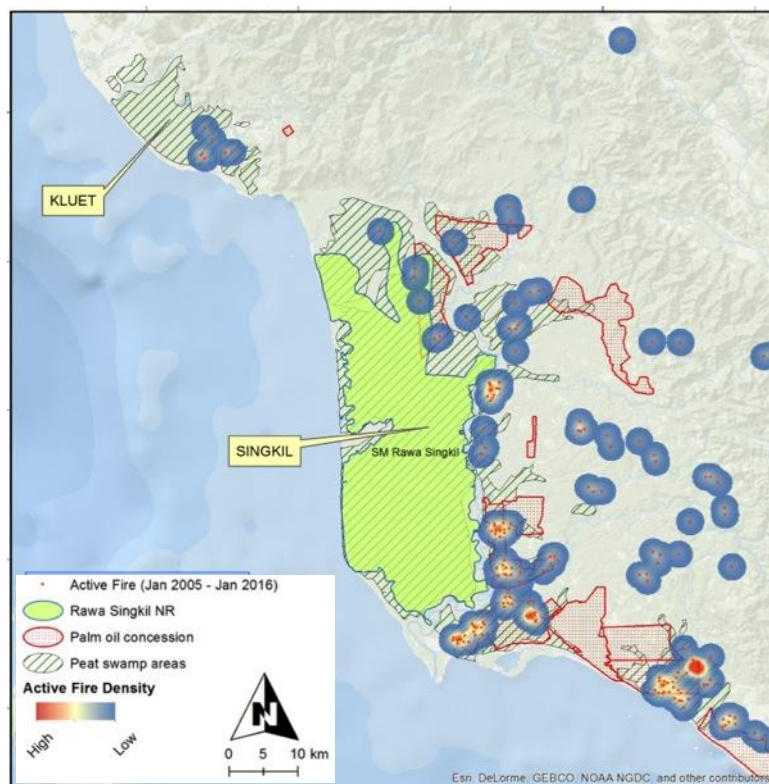 KLUET
SINGKIL
SM Rawa Singkil
Active Fire (Jan 2005 - Jan 2016)
Rawa Singkil NR
Palm oil concession
Peat swamp areas
Active Fire Density
High
Low
N
0 5 10 km
Esri, DeLorme, GEBCO, NOAA NGDC, and other contributors